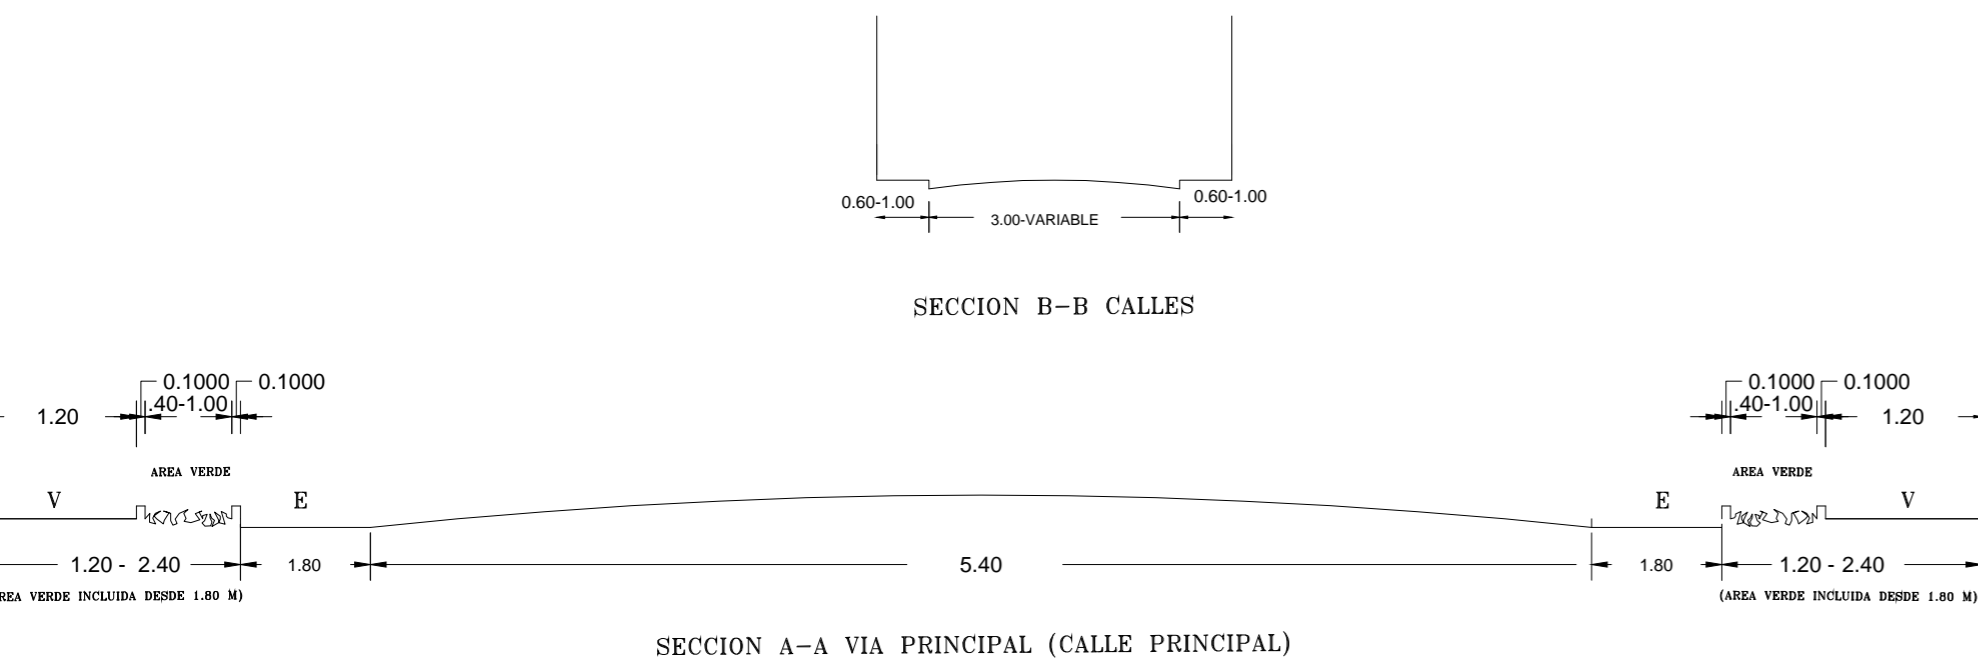 0.60-1.00 0.60-1.00
3.00-VARIABLE
SECCION B-B CALLES
0.1000 0.1000 0.1000 0.1000
1.20 .40-1.00 .40-1.00 1.20
AREA VERDE AREA VERDE
V E E V
1.20 - 2.40 1.80 5.40 1.80 1.20 - 2.40
REA VERDE INCLUIDA DESDE 1.80 M) (AREA VERDE INCLUIDA DESDE 1.80 M)
SECCION A-A VIA PRINCIPAL (CALLE PRINCIPAL)